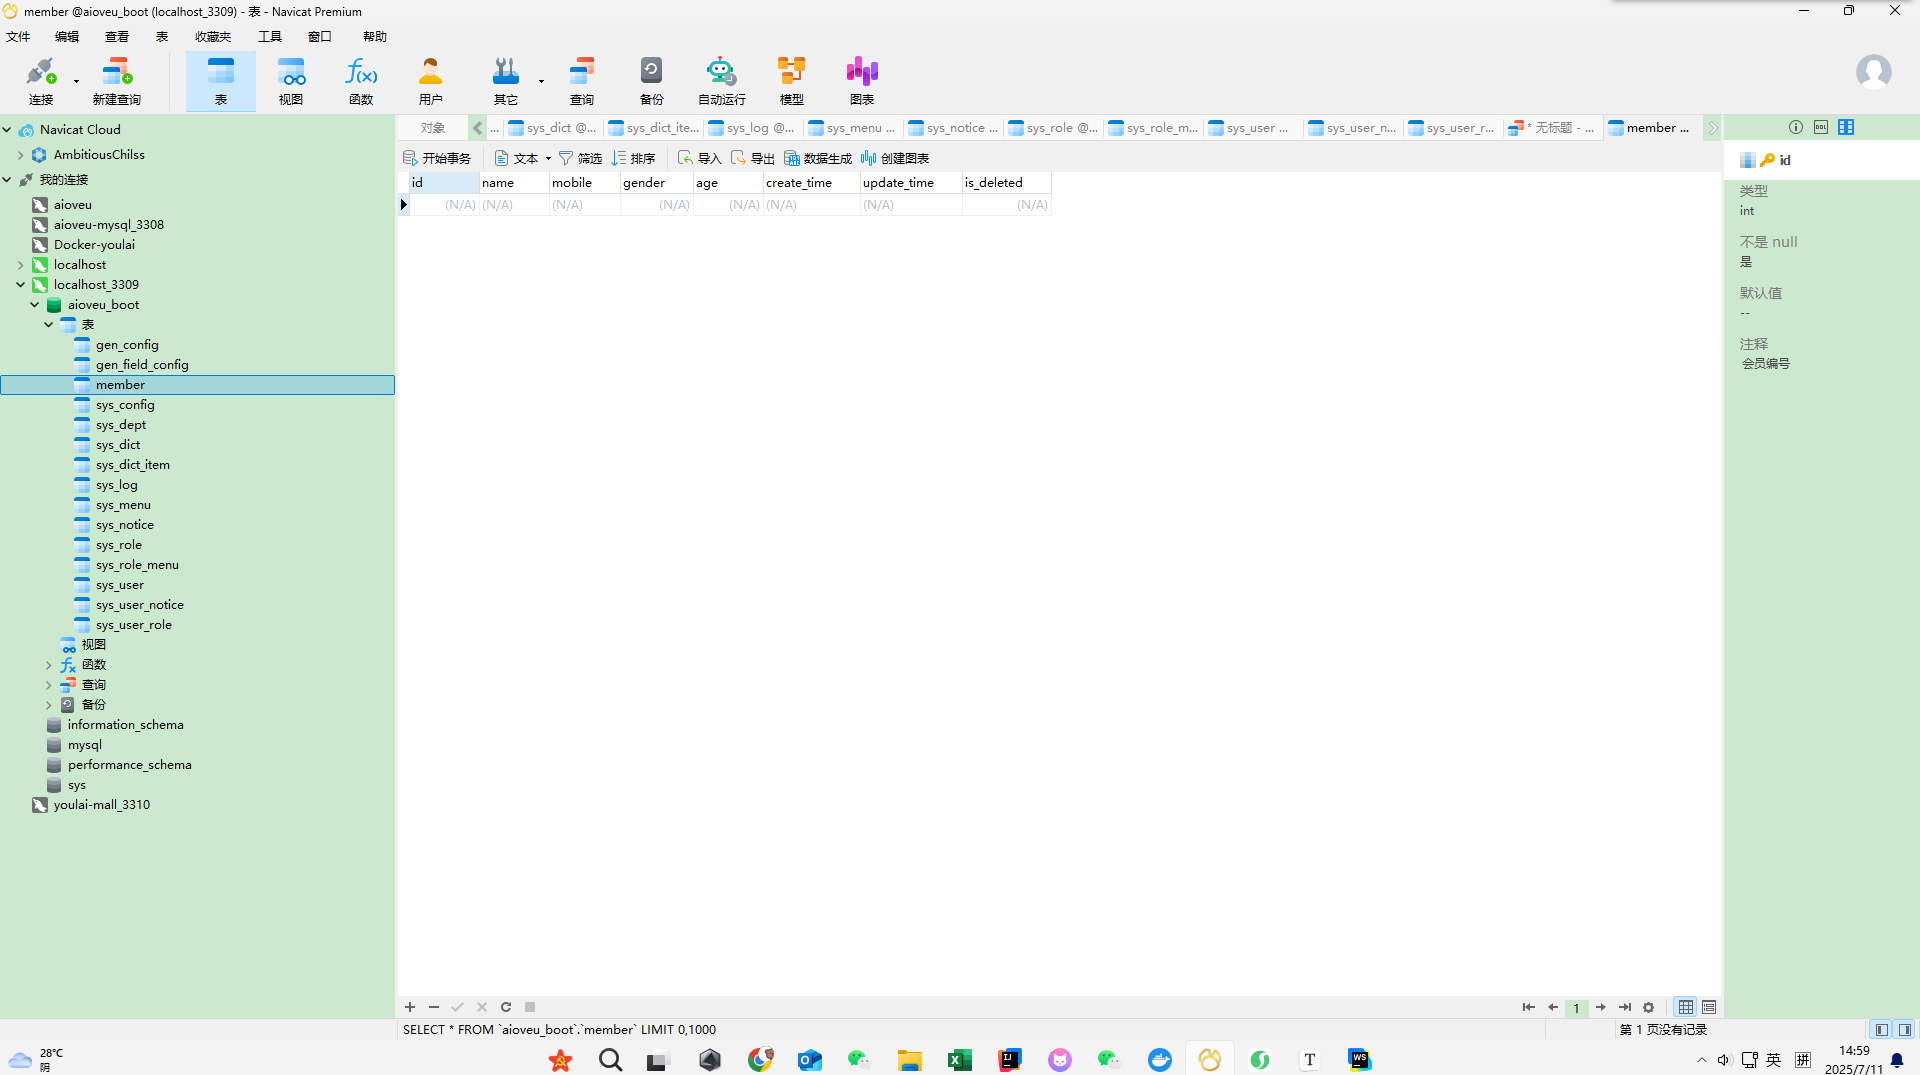 member @aioveu_boot (localhost_3309) - 表 - Navicat Premium
文件 编辑 查看 表 收藏夹 工具 窗口 帮助
连接 新建查询 表 视图 函数 用户 其它 查询 备份 自动运行 模型 图表
Navicat Cloud
AmbitiousChilss
我的连接
aioveu
aioveu-mysql_3308
Docker-youlai
localhost
localhost_3309
aioveu_boot
表
gen_config
gen_field_config
member
sys_config
sys_dept
sys_dict
sys_dict_item
sys_log
sys_menu
sys_notice
sys_role
sys_role_menu
sys_user
sys_user_notice
sys_user_role
视图
函数
查询
备份
information_schema
mysql
performance_schema
sys
youlai-mall_3310
对象 ... sys_dict @... sys_dict_ite... sys_log @... sys_menu ... sys_notice ... sys_role @... sys_role_m... sys_user ... sys_user_n... sys_user_r... * 无标题 - ... member ...
开始事务 文本 筛选 排序 导入 导出 数据生成 创建图表
id name mobile gender age create_time update_time is_deleted
(N/A) (N/A) (N/A) (N/A) (N/A) (N/A) (N/A) (N/A)
DDL
id
类型
int
不是 null
是
默认值
--
注释
会员编号
1
SELECT * FROM `aioveu_boot`.`member` LIMIT 0,1000
第 1 页没有记录
28°C
阴
英 拼
14:59
2025/7/11